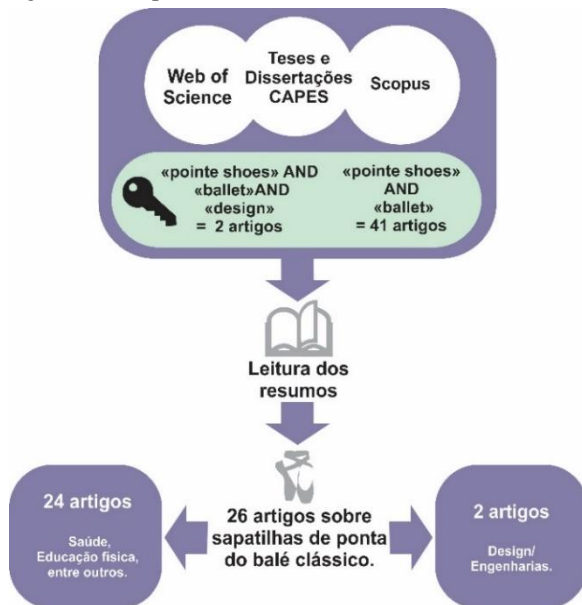 Web of
Science
Teses e
Dissertações
CAPES
Scopus
«pointe shoes» AND
«ballet»AND
«design»
= 2 artigos
«pointe shoes»
AND
«ballet»
= 41 artigos
Leitura dos
resumos
24 artigos
Saúde,
Educação física,
entre outros.
26 artigos sobre
sapatilhas de ponta
do balé clássico.
2 artigos
Design/
Engenharias.